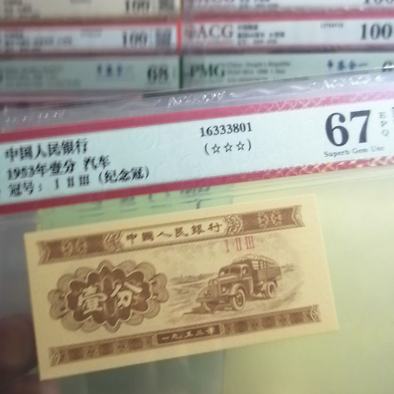 100
ACG
100
68
PMG
中国人民银行
1953年壹分 汽车
冠号: I II III (纪念冠)
16333801
(☆☆☆)
67
EPQ
Superb Gem Unc
中國人民银行
I II III
壹分
一九五三年